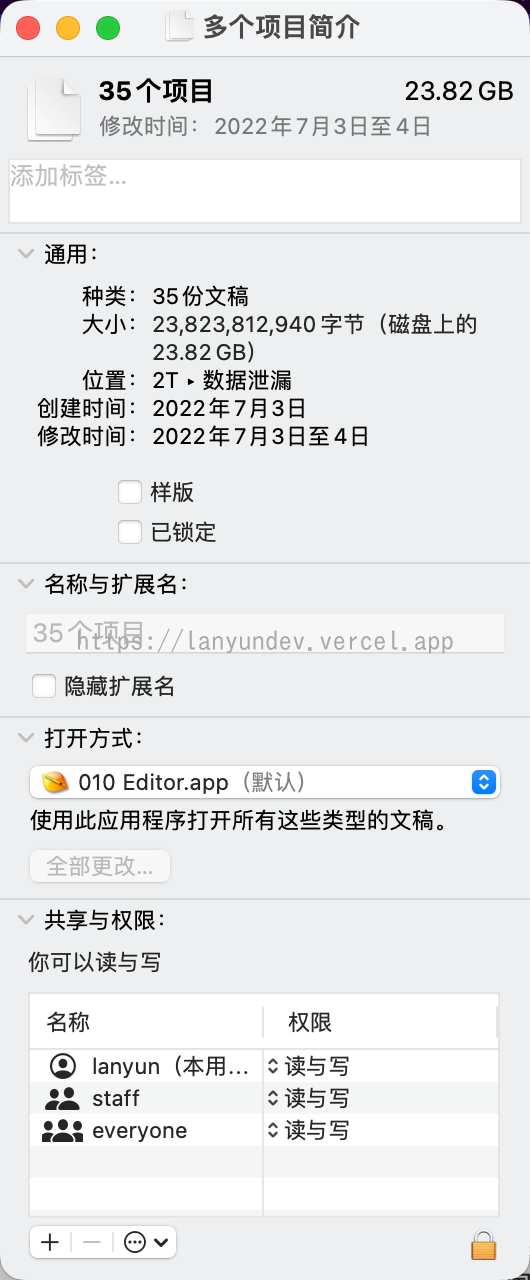 多个项目简介
35个项目 23.82 GB
修改时间：2022年7月3日至4日
添加标签...
通用：
种类：35份文稿
大小：23,823,812,940 字节（磁盘上的
23.82 GB）
位置：2T ▸ 数据泄漏
创建时间：2022年7月3日
修改时间：2022年7月3日至4日
样版
已锁定
名称与扩展名：
35个项目
https://lanyundev.vercel.app
隐藏扩展名
打开方式：
010 Editor.app（默认）
使用此应用程序打开所有这些类型的文稿。
全部更改...
共享与权限：
你可以读与写
名称 权限
lanyun（本用... 读与写
staff 读与写
everyone 读与写